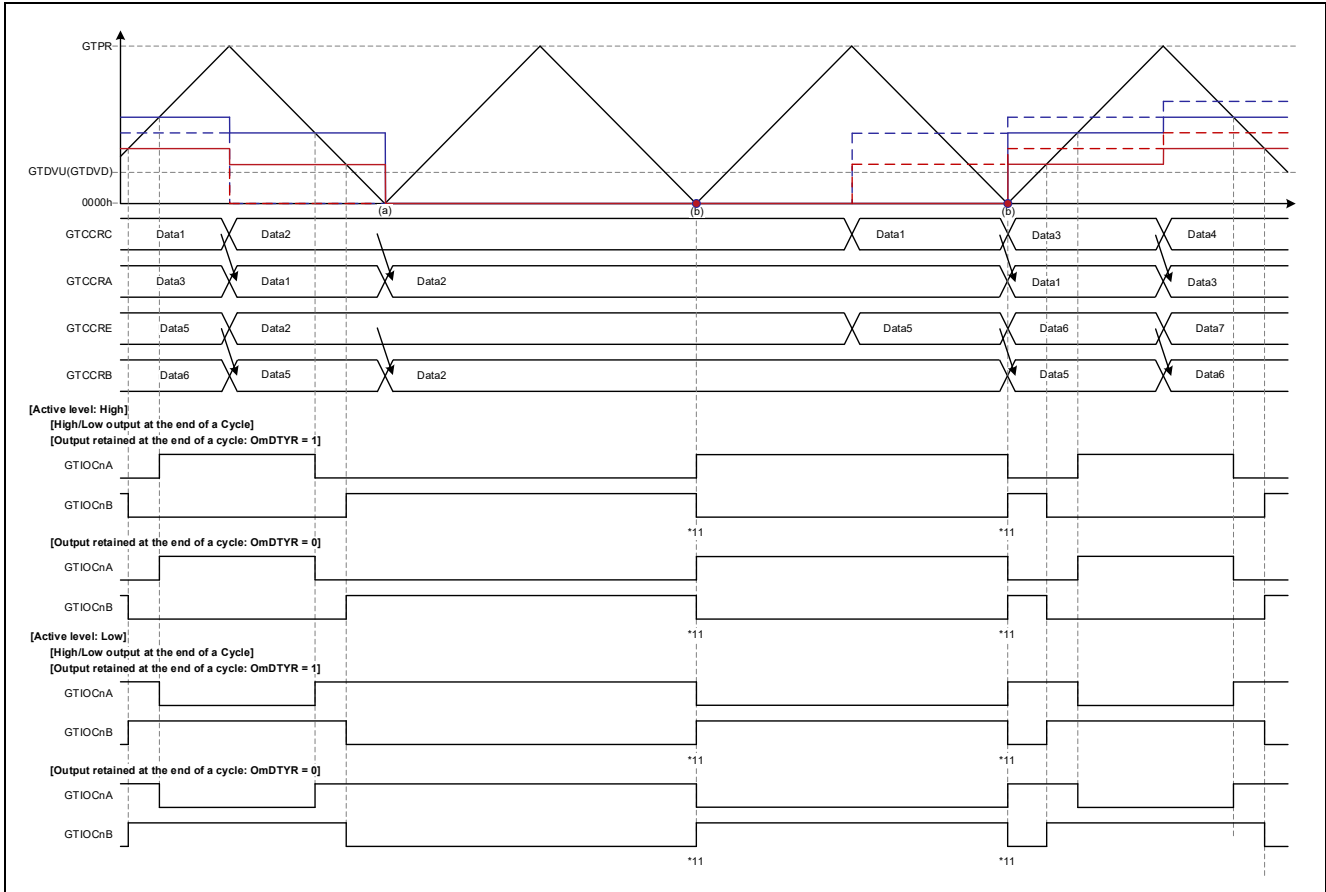 GTPR
GTDVU(GTDVD)
0000h
(a) (b) (b)
GTCCRC Data1 Data2 Data1 Data3 Data4
GTCCRA Data3 Data1 Data2 Data1 Data3
GTCCRE Data5 Data2 Data5 Data6 Data7
GTCCRB Data6 Data5 Data2 Data5 Data6
[Active level: High]
[High/Low output at the end of a Cycle]
[Output retained at the end of a cycle: OmDTYR = 1]
GTIOCnA
GTIOCnB
*11 *11
[Output retained at the end of a cycle: OmDTYR = 0]
GTIOCnA
GTIOCnB
*11 *11
[Active level: Low]
[High/Low output at the end of a Cycle]
[Output retained at the end of a cycle: OmDTYR = 1]
GTIOCnA
GTIOCnB
*11 *11
[Output retained at the end of a cycle: OmDTYR = 0]
GTIOCnA
GTIOCnB
*11 *11